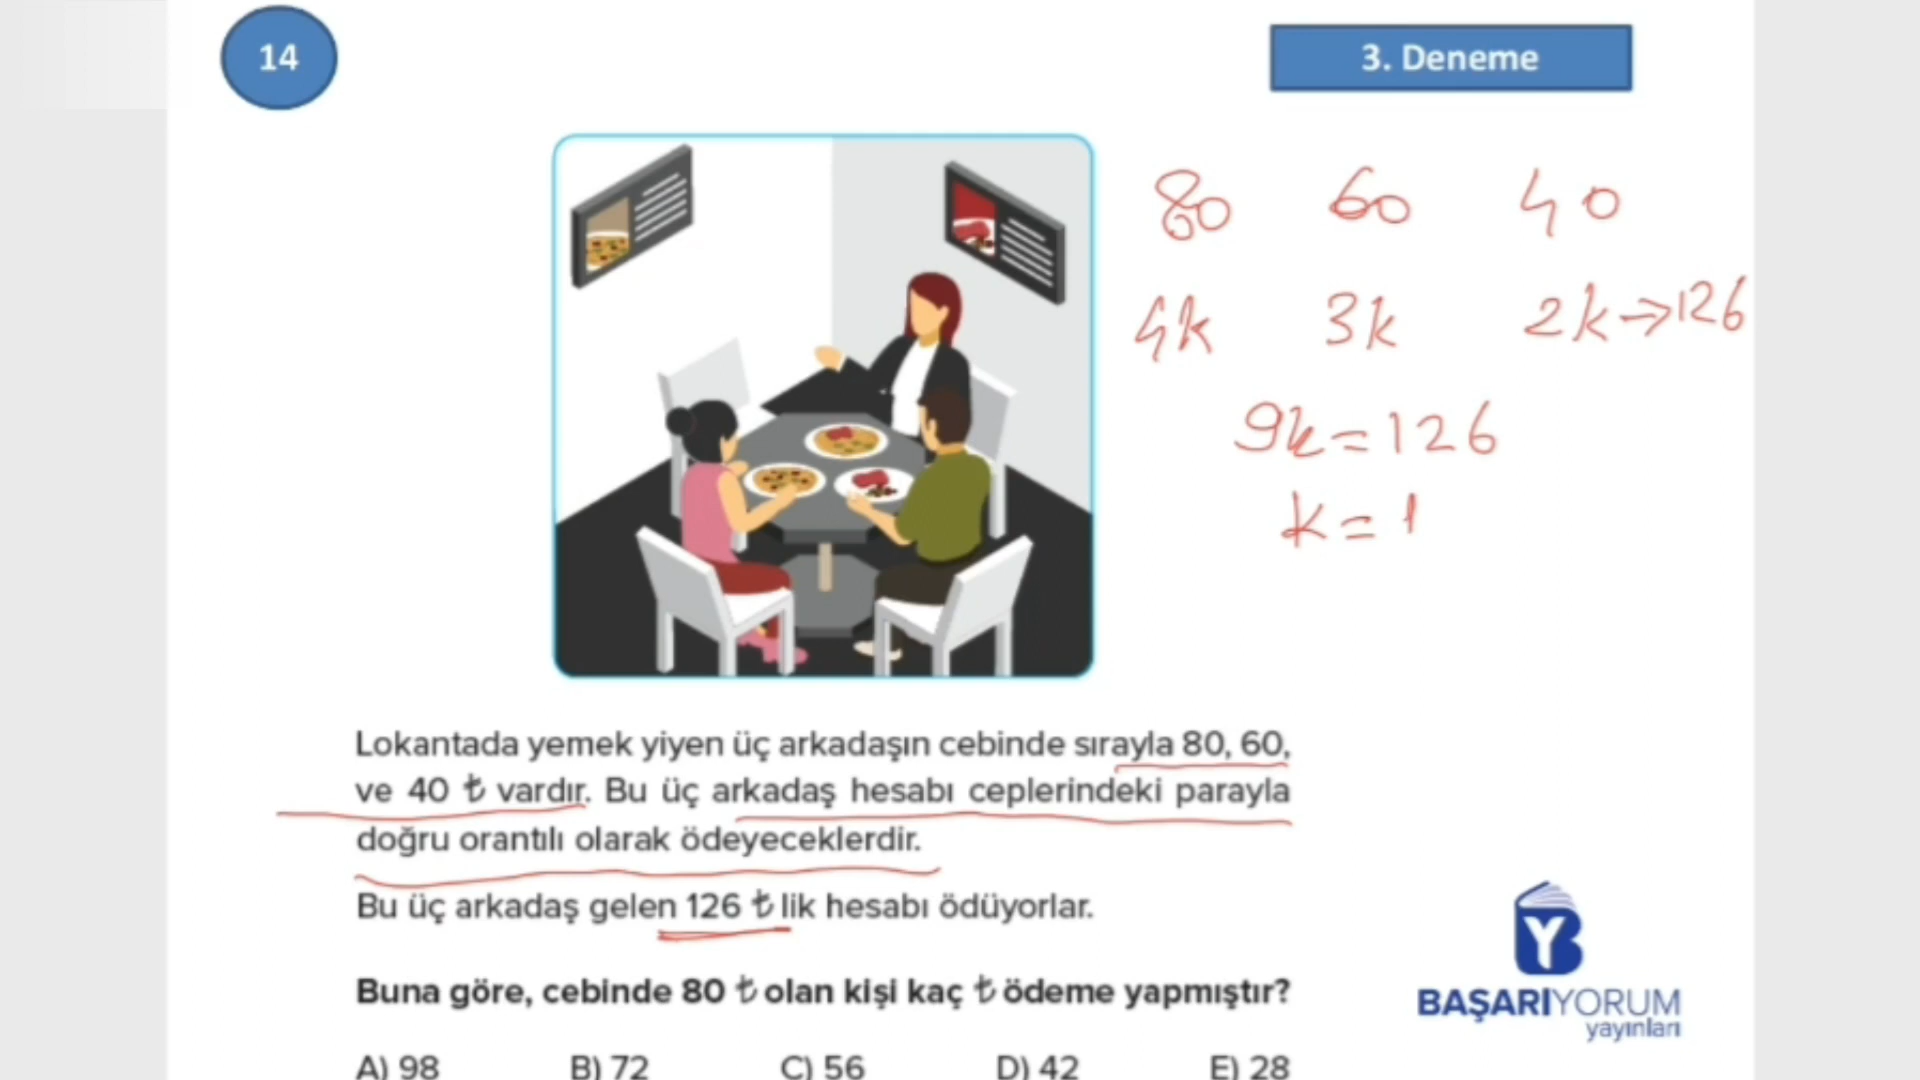 14
3. Deneme
80 60 40
4k 3k 2k→126
9k=126
k=1
Lokantada yemek yiyen üç arkadaşın cebinde sırayla 80, 60,
ve 40 ₺ vardır. Bu üç arkadaş hesabı ceplerindeki parayla
doğru orantılı olarak ödeyeceklerdir.
Bu üç arkadaş gelen 126 ₺ lik hesabı ödüyorlar.
Buna göre, cebinde 80 ₺ olan kişi kaç ₺ ödeme yapmıştır?
A) 98 B) 72 C) 56 D) 42 E) 28
BAŞARIYORUM
yayınları